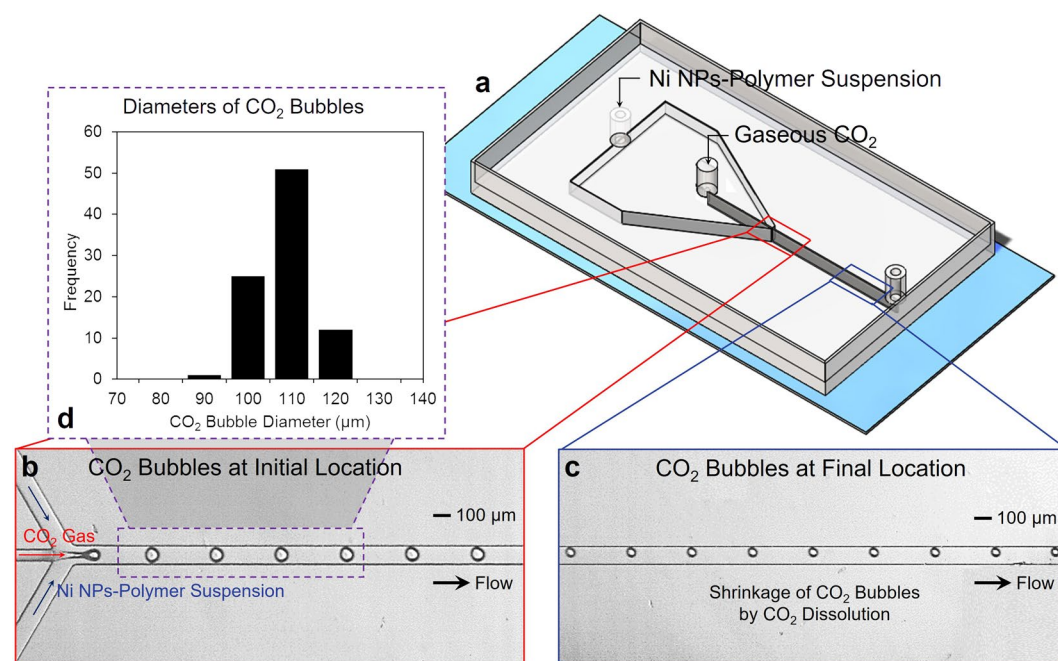 a
Ni NPs-Polymer Suspension
Gaseous CO₂
Diameters of CO₂ Bubbles
60
50
40
30
20
10
0
Frequency
70 80 90 100 110 120 130 140
CO₂ Bubble Diameter (µm)
d
b
CO₂ Bubbles at Initial Location
100 µm
CO₂ Gas
Ni NPs-Polymer Suspension
Flow
c
CO₂ Bubbles at Final Location
100 µm
Flow
Shrinkage of CO₂ Bubbles
by CO₂ Dissolution